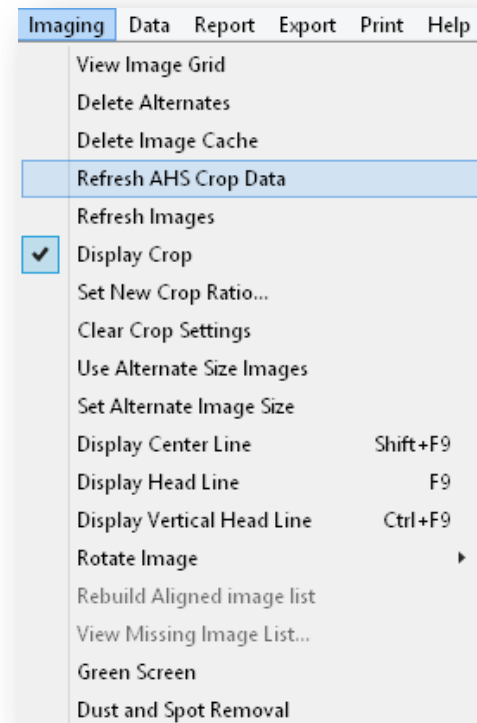 Imaging Data Report Export Print Help
View Image Grid
Delete Alternates
Delete Image Cache
Refresh AHS Crop Data
Refresh Images
Display Crop
Set New Crop Ratio...
Clear Crop Settings
Use Alternate Size Images
Set Alternate Image Size
Display Center Line Shift+F9
Display Head Line F9
Display Vertical Head Line Ctrl+F9
Rotate Image
Rebuild Aligned image list
View Missing Image List...
Green Screen
Dust and Spot Removal